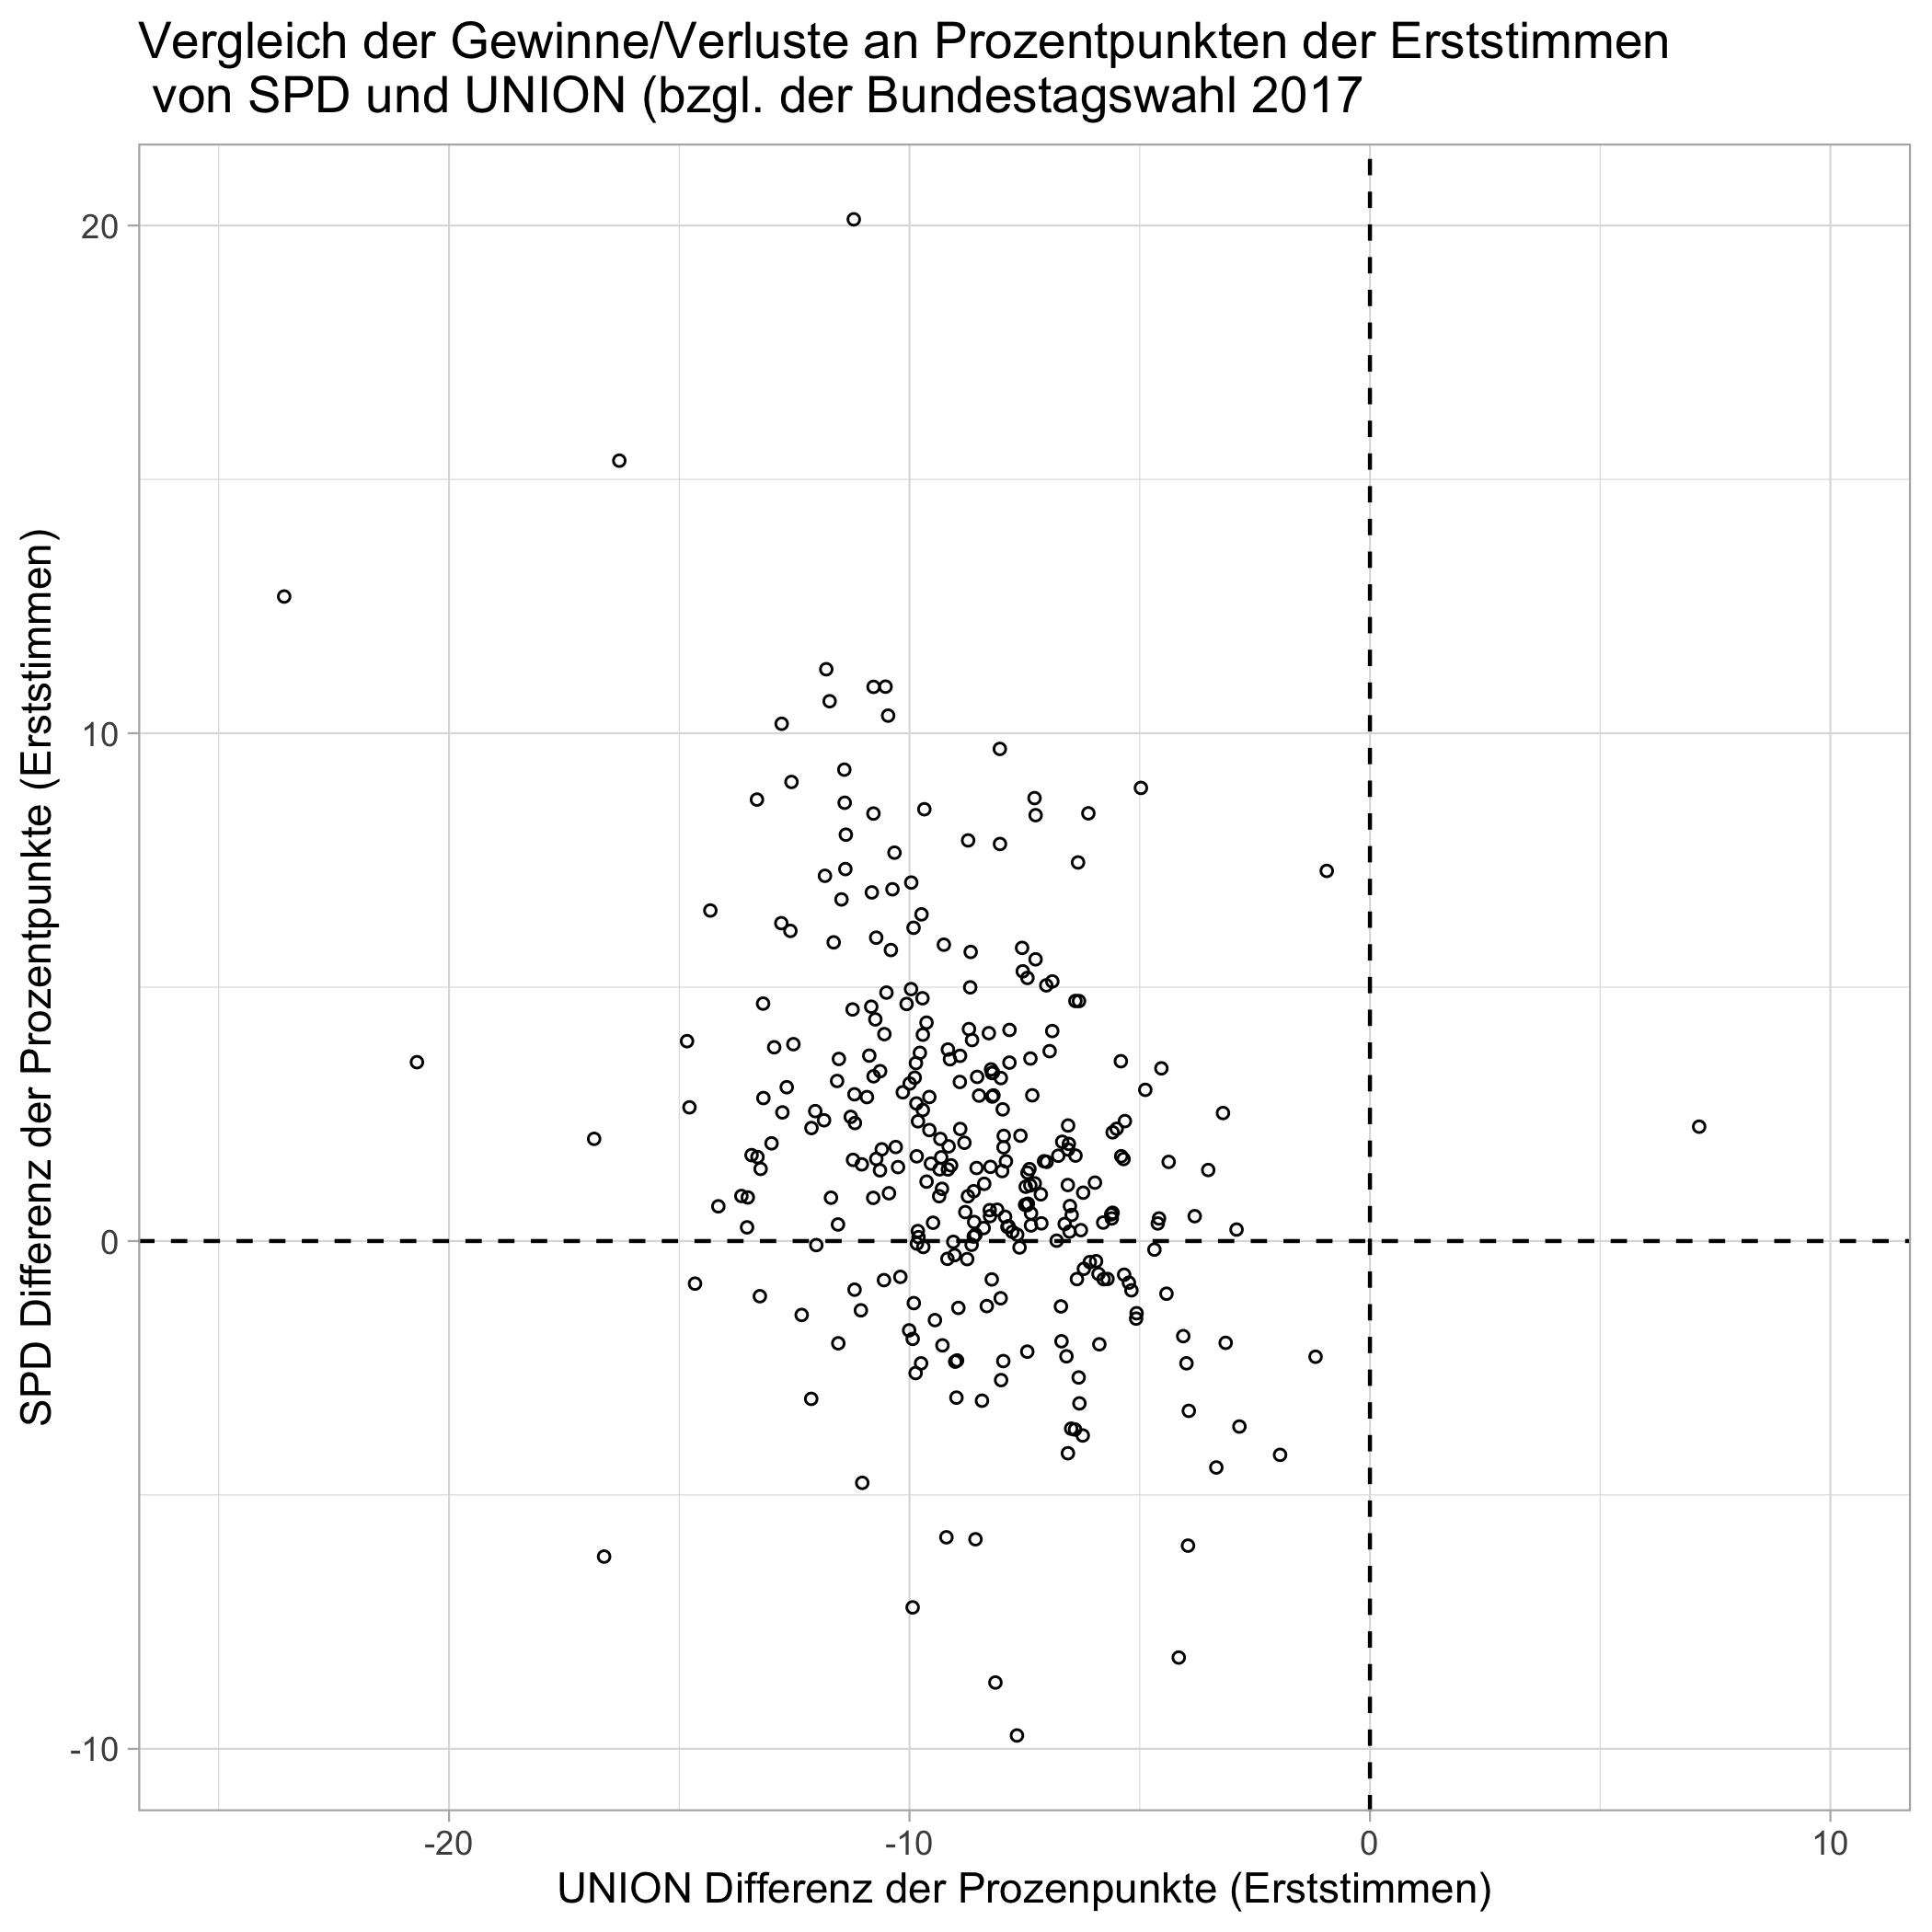 Vergleich der Gewinne/Verluste an Prozentpunkten der Erststimmen
von SPD und UNION (bzgl. der Bundestagswahl 2017
SPD Differenz der Prozentpunkte (Erststimmen)
20
10
0
-10
-20
-10
0
10
UNION Differenz der Prozenpunkte (Erststimmen)